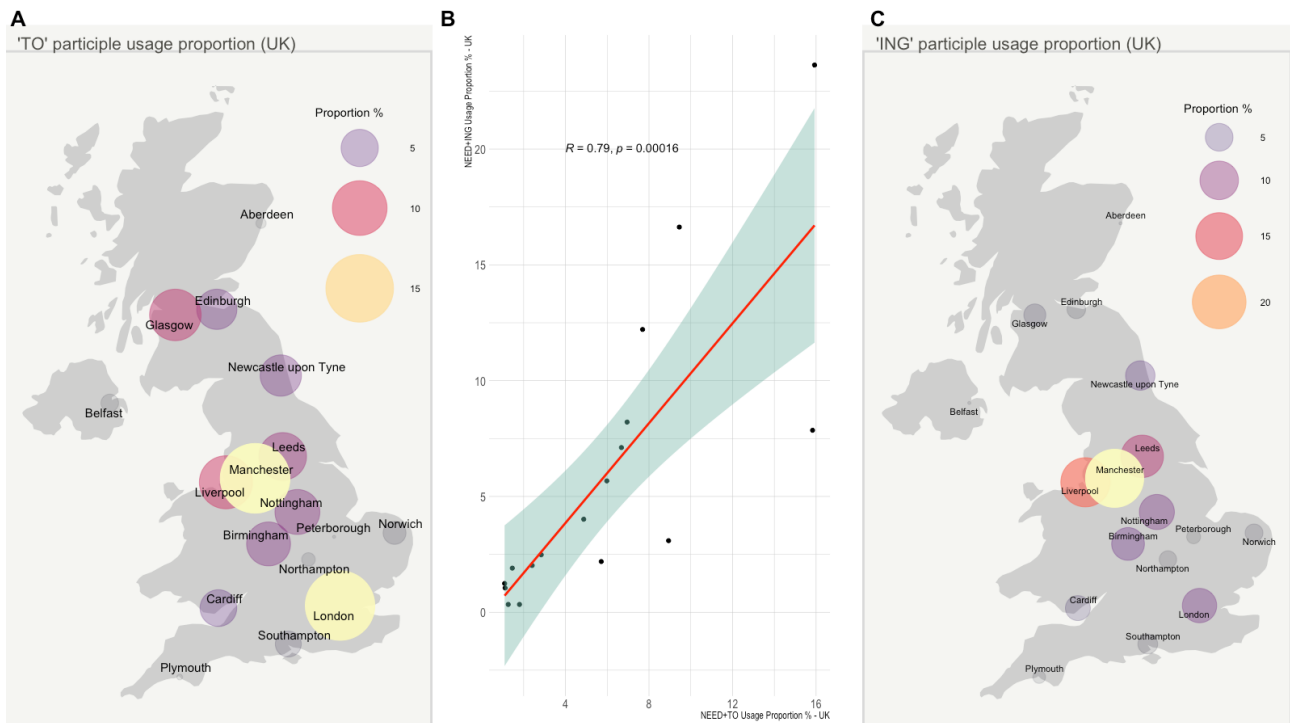 A
'TO' participle usage proportion (UK)
Proportion %
5
10
15
Aberdeen
Edinburgh
Glasgow
Newcastle upon Tyne
Belfast
Leeds
Manchester
Liverpool
Nottingham
Peterborough
Norwich
Birmingham
Northampton
Cardiff
London
Southampton
Plymouth
B
NEED+ING Usage Proportion % - UK
R = 0.79, p = 0.00016
20
15
10
5
0
4
8
12
16
NEED+TO Usage Proportion % - UK
C
'ING' participle usage proportion (UK)
Proportion %
5
10
15
20
Aberdeen
Edinburgh
Glasgow
Newcastle upon Tyne
Belfast
Leeds
Manchester
Liverpool
Nottingham
Peterborough
Birmingham
Norwich
Northampton
Cardiff
London
Southampton
Plymouth